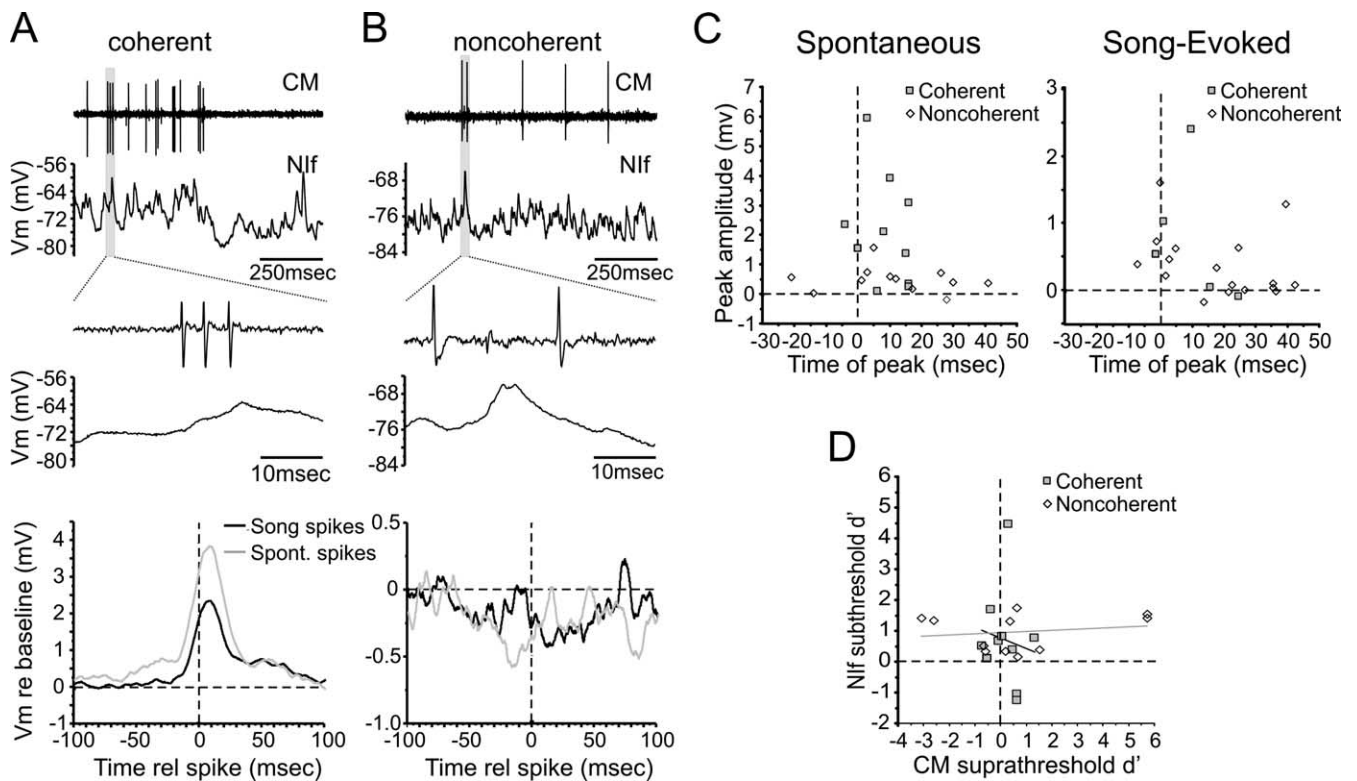 A
coherent
CM
NIf
Vm (mV)
-56
-64
-72
-80
250msec
Vm (mV)
-56
-64
-72
-80
10msec
Vm re baseline (mV)
4
3
2
1
0
-1
Song spikes
Spont. spikes
-100 -50 0 50 100
Time rel spike (msec)
B
noncoherent
CM
NIf
-68
-76
-84
250msec
-68
-76
-84
10msec
0.5
0
-0.5
-1.0
-100 -50 0 50 100
Time rel spike (msec)
C
Spontaneous
Peak amplitude (mv)
7
6
5
4
3
2
1
0
-1
Coherent
Noncoherent
-30 -20 -10 0 10 20 30 40 50
Time of peak (msec)
Song-Evoked
3
2
1
0
Coherent
Noncoherent
-30 -20 -10 0 10 20 30 40 50
Time of peak (msec)
D
NIf subthreshold d'
6
5
4
3
2
1
0
-1
-2
Coherent
Noncoherent
-4 -3 -2 -1 0 1 2 3 4 5 6
CM suprathreshold d'